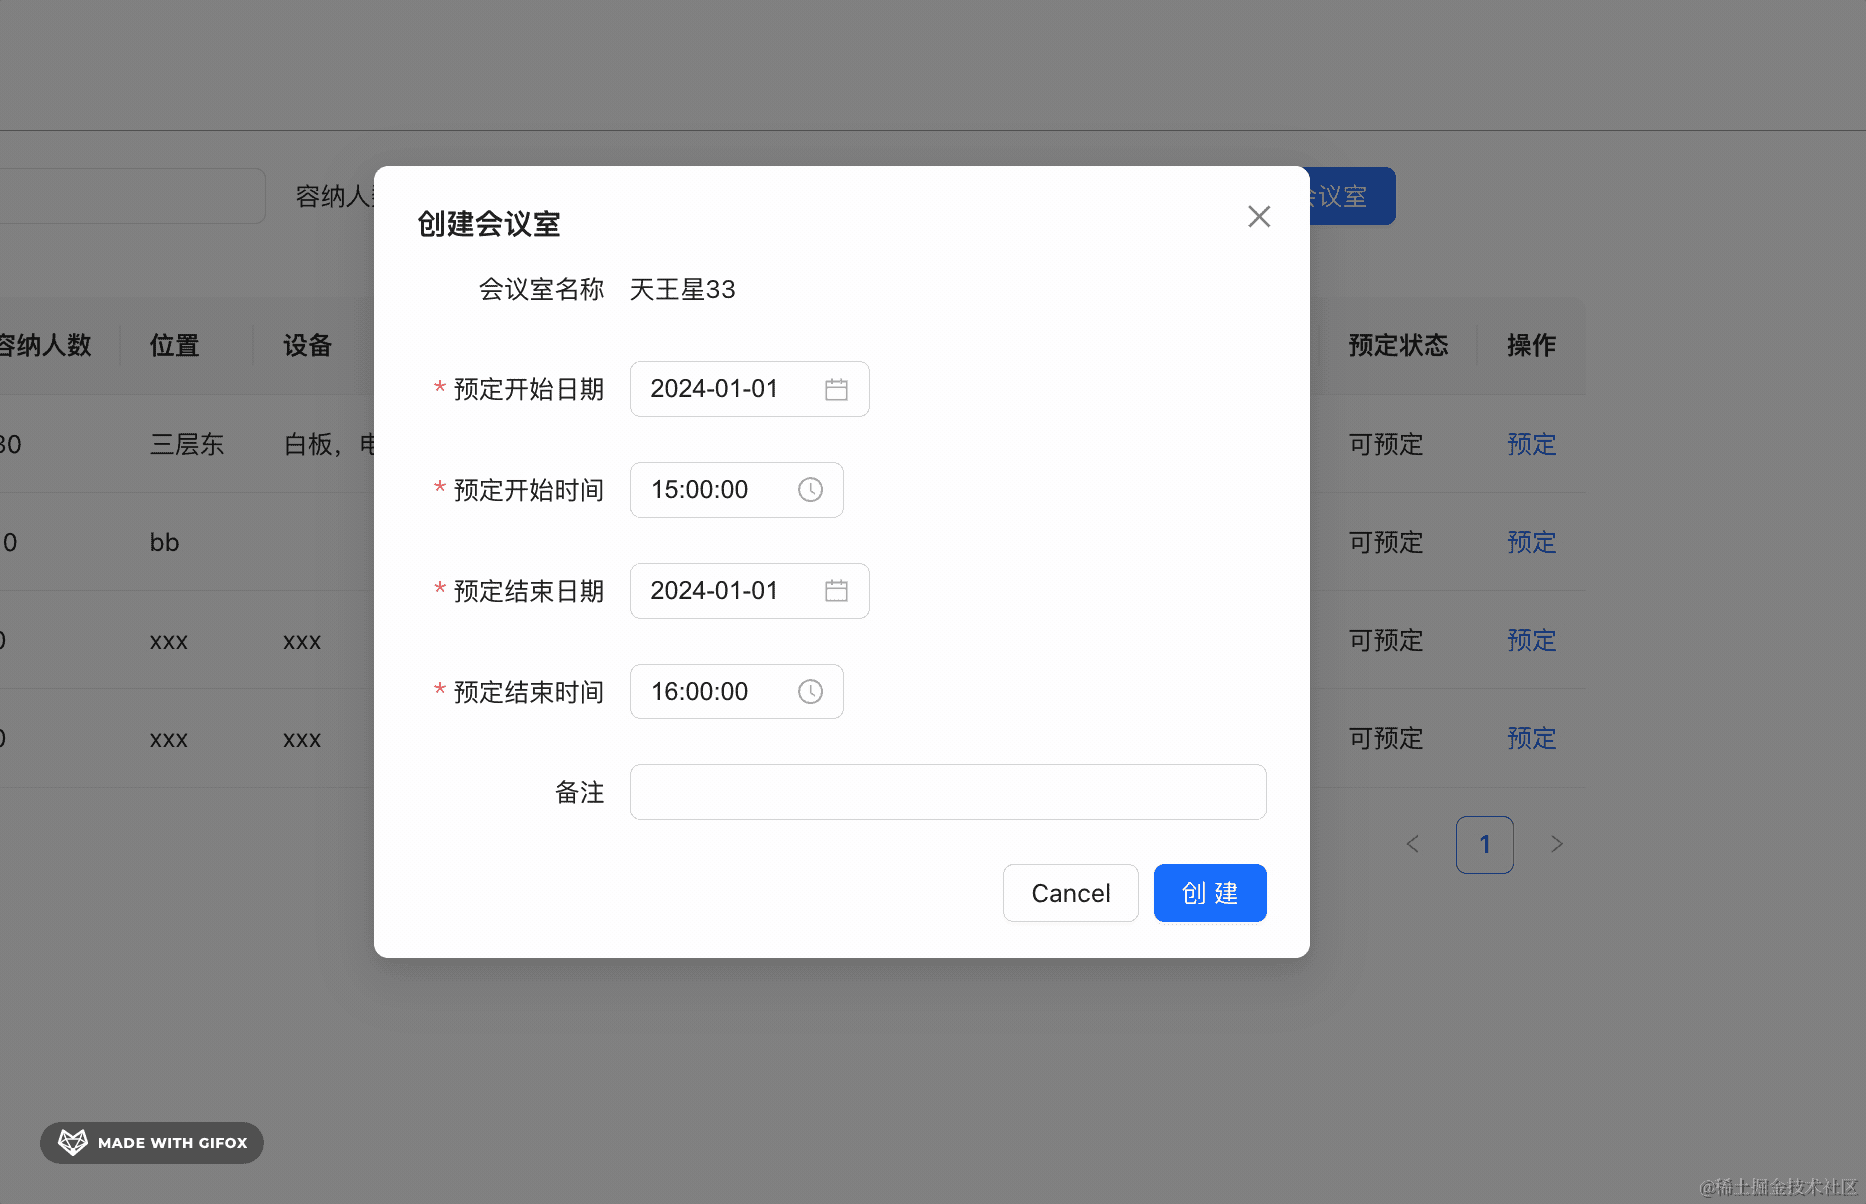 容纳人
会议室
创建会议室
会议室名称 天王星33
容纳人数 位置 设备 预定状态 操作
* 预定开始日期 2024-01-01
30 三层东 白板，电 可预定 预定
* 预定开始时间 15:00:00
0 bb 可预定 预定
* 预定结束日期 2024-01-01
0 xxx xxx 可预定 预定
* 预定结束时间 16:00:00
0 xxx xxx 可预定 预定
备注
< 1 >
Cancel 创 建
MADE WITH GIFOX
@稀土掘金技术社区